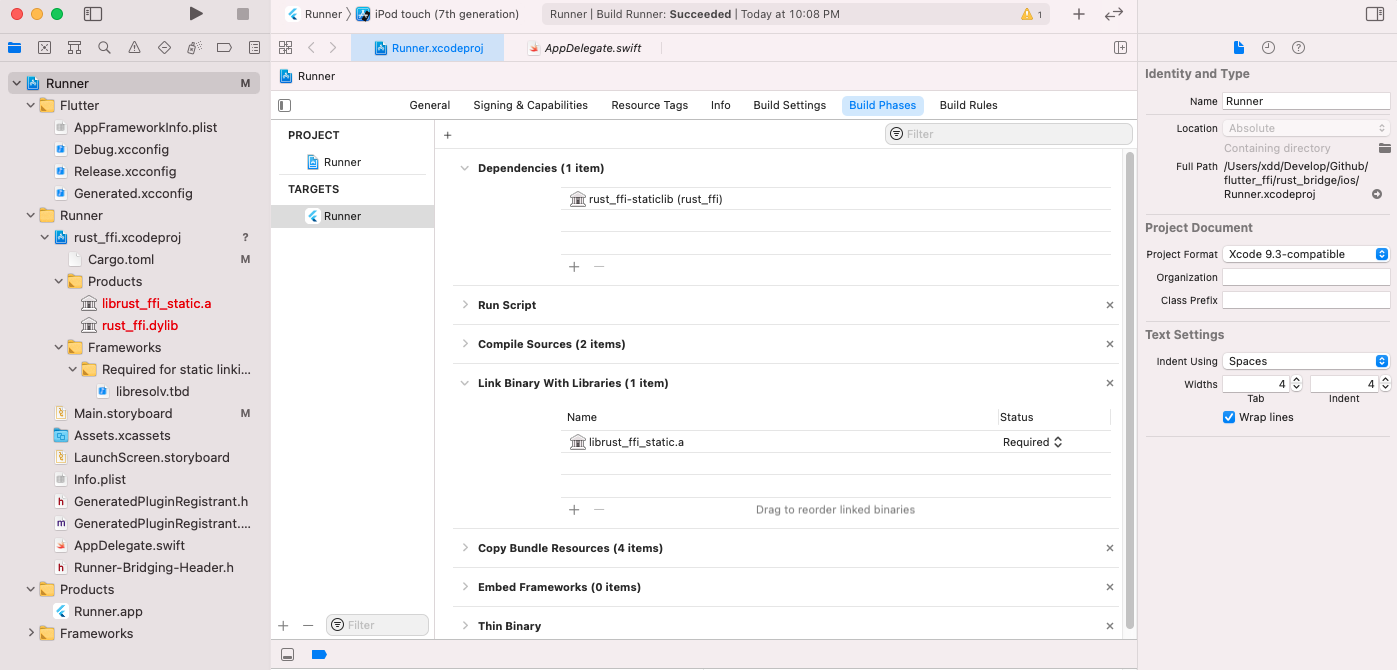 Runner 〉 iPod touch (7th generation)
Runner | Build Runner: Succeeded | Today at 10:08 PM
1
Runner.xcodeproj
AppDelegate.swift
Runner M
Flutter
AppFrameworkInfo.plist
Debug.xcconfig
Release.xcconfig
Generated.xcconfig
Runner
rust_ffi.xcodeproj ?
Cargo.toml M
Products
librust_ffi_static.a
rust_ffi.dylib
Frameworks
Required for static linki...
libresolv.tbd
Main.storyboard M
Assets.xcassets
LaunchScreen.storyboard
Info.plist
GeneratedPluginRegistrant.h
GeneratedPluginRegistrant....
AppDelegate.swift
Runner-Bridging-Header.h
Products
Runner.app
Frameworks
Runner
General Signing & Capabilities Resource Tags Info Build Settings Build Phases Build Rules
PROJECT
Runner
TARGETS
Runner
Filter
+
Filter
Dependencies (1 item)
rust_ffi-staticlib (rust_ffi)
Run Script
Compile Sources (2 items)
Link Binary With Libraries (1 item)
Name Status
librust_ffi_static.a Required
Drag to reorder linked binaries
Copy Bundle Resources (4 items)
Embed Frameworks (0 items)
Thin Binary
Identity and Type
Name Runner
Location Absolute
Containing directory
Full Path /Users/xdd/Develop/Github/
flutter_ffi/rust_bridge/ios/
Runner.xcodeproj
Project Document
Project Format Xcode 9.3-compatible
Organization
Class Prefix
Text Settings
Indent Using Spaces
Widths 4 4
Tab Indent
Wrap lines